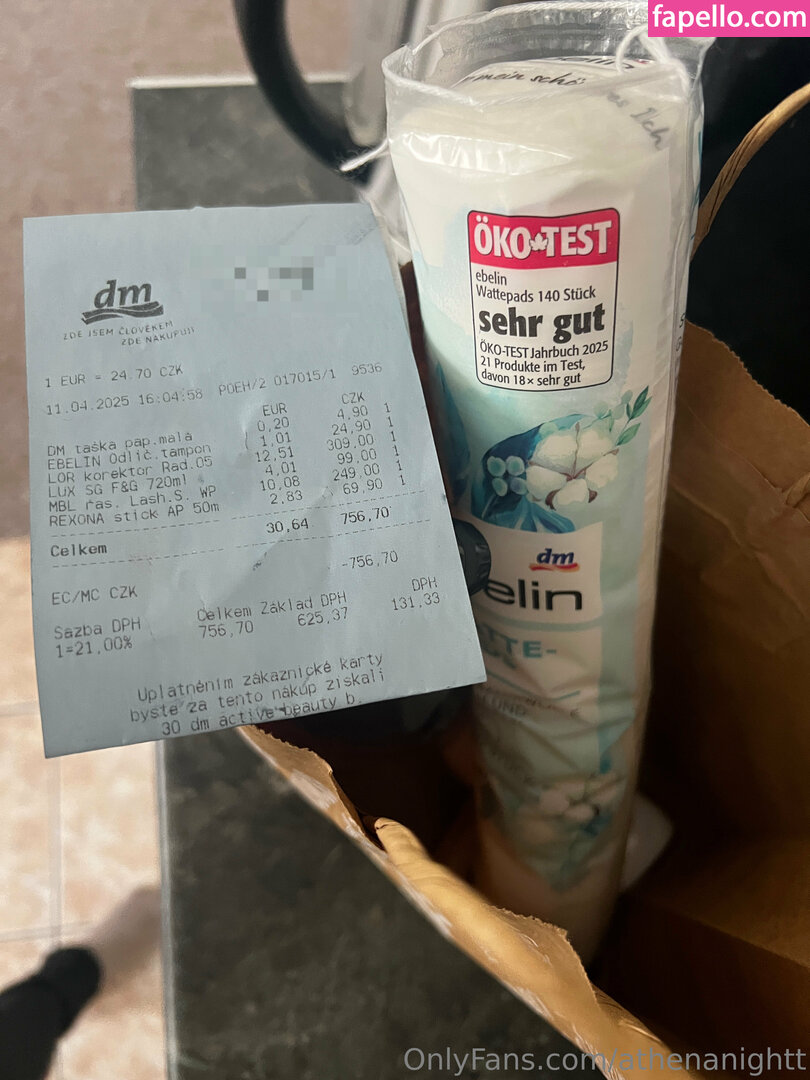 fapello.com
dm
ZDE JSEM ČLOVĚKEM
ZDE NAKUPUJI
1 EUR = 24.70 CZK
11.04.2025 16:04:58 POEH/2 017015/1 9536
EUR CZK
DM taška pap.malá 0,20 4,90 1
EBELIN Odlič.tampon 1,01 24,90 1
LOR korektor Rad.05 12,51 309,00 1
LUX SG F&G 720ml 4,01 99,00 1
MBL řas. Lash.S. WP 10,08 249,00 1
REXONA stick AP 50m 2,83 69,90 1
Celkem 30,64 756,70
EC/MC CZK -756,70
Sazba DPH Celkem Základ DPH DPH
1=21,00% 756,70 625,37 131,33
Uplatněním zákaznické karty
byste za tento nákup získali
30 dm active beauty b.
mein schö
ÖKO TEST
ebelin
Wattepads 140 Stück
sehr gut
ÖKO-TEST Jahrbuch 2025
21 Produkte im Test,
davon 18x sehr gut
dm
elin
TTE-
OnlyFans.com/athenanightt